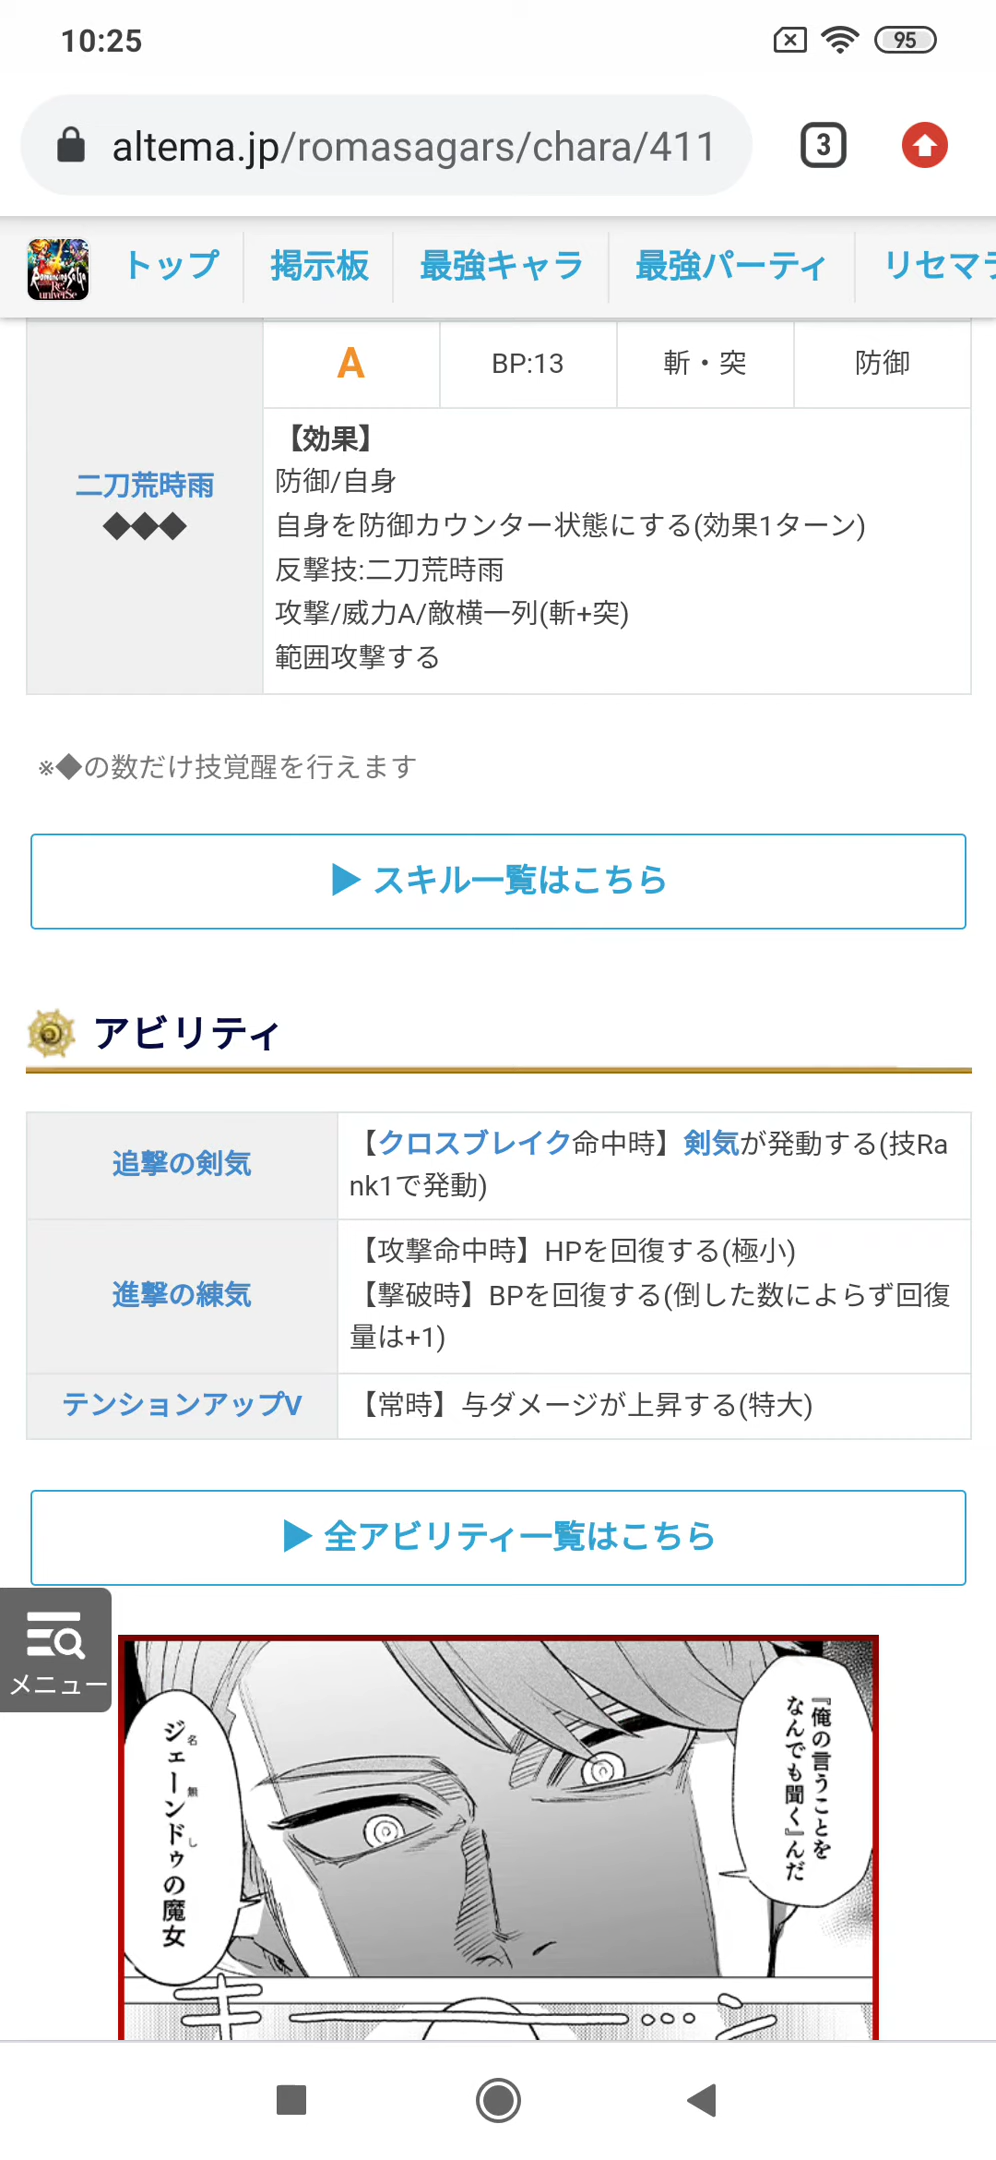 10:25
95
altema.jp/romasagars/chara/411
3
Romancing SaGa
Re;
universe
トップ
掲示板
最強キャラ
最強パーティ
リセマラ
A
BP:13
斬・突
防御
二刀荒時雨
◆◆◆
【効果】
防御/自身
自身を防御カウンター状態にする(効果1ターン)
反撃技:二刀荒時雨
攻撃/威力A/敵横一列(斬+突)
範囲攻撃する
※◆の数だけ技覚醒を行えます
▶ スキル一覧はこちら
アビリティ
追撃の剣気
【クロスブレイク命中時】剣気が発動する(技Ra
nk1で発動)
進撃の練気
【攻撃命中時】HPを回復する(極小)
【撃破時】BPを回復する(倒した数によらず回復
量は+1)
テンションアップV
【常時】与ダメージが上昇する(特大)
▶ 全アビリティ一覧はこちら
メニュー
『俺の言うことを
なんでも聞く』んだ
ジェーンドゥの魔女
名無し